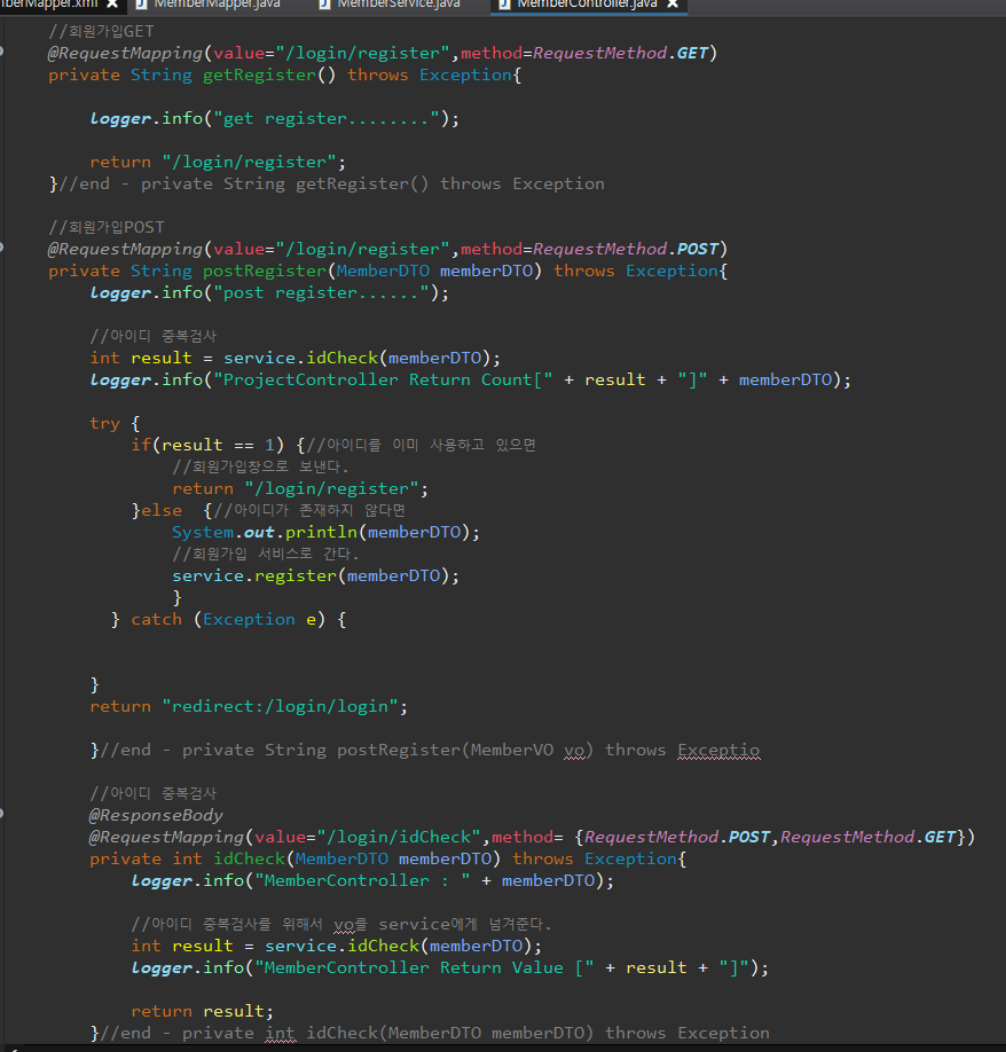 berMapper.xml MemberMapper.java MemberService.java MemberController.java
//회원가입GET
@RequestMapping(value="/login/register",method=RequestMethod.GET)
private String getRegister() throws Exception{
logger.info("get register........");
return "/login/register";
}//end - private String getRegister() throws Exception
//회원가입POST
@RequestMapping(value="/login/register",method=RequestMethod.POST)
private String postRegister(MemberDTO memberDTO) throws Exception{
logger.info("post register......");
//아이디 중복검사
int result = service.idCheck(memberDTO);
logger.info("ProjectController Return Count[" + result + "]" + memberDTO);
try {
if(result == 1) {//아이디를 이미 사용하고 있으면
//회원가입창으로 보낸다.
return "/login/register";
}else  {//아이디가 존재하지 않다면
System.out.println(memberDTO);
//회원가입 서비스로 간다.
service.register(memberDTO);
}
} catch (Exception e) {
}
return "redirect:/login/login";
}//end - private String postRegister(MemberVO vo) throws Exceptio
//아이디 중복검사
@ResponseBody
@RequestMapping(value="/login/idCheck",method= {RequestMethod.POST,RequestMethod.GET})
private int idCheck(MemberDTO memberDTO) throws Exception{
logger.info("MemberController : " + memberDTO);
//아이디 중복검사를 위해서 vo를 service에게 넘겨준다.
int result = service.idCheck(memberDTO);
logger.info("MemberController Return Value [" + result + "]");
return result;
}//end - private int idCheck(MemberDTO memberDTO) throws Exception